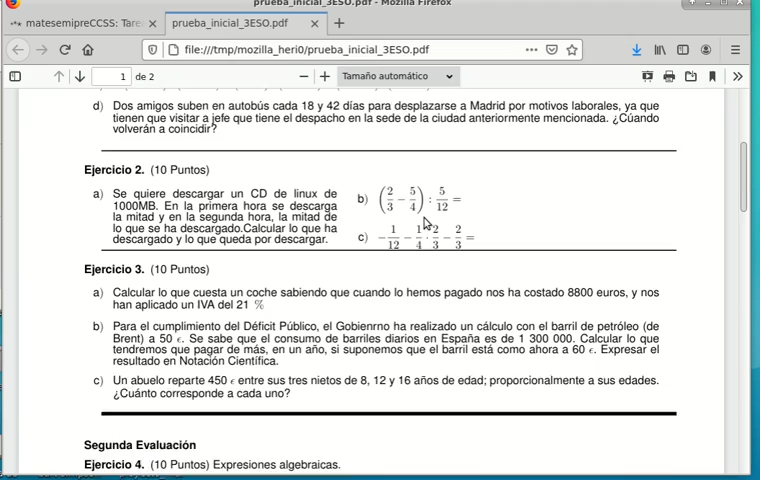 prueba_inicial_3ESO.pdf - Mozilla Firefox
matesemipreCCSS: Tare
prueba_inicial_3ESO.pdf
file:///tmp/mozilla_heri0/prueba_inicial_3ESO.pdf
1 de 2
Tamaño automático
d) Dos amigos suben en autobús cada 18 y 42 días para desplazarse a Madrid por motivos laborales, ya que
tienen que visitar a jefe que tiene el despacho en la sede de la ciudad anteriormente mencionada. ¿Cúando
volverán a coincidir?
Ejercicio 2. (10 Puntos)
a) Se quiere descargar un CD de linux de
1000MB. En la primera hora se descarga
la mitad y en la segunda hora, la mitad de
lo que se ha descargado.Calcular lo que ha
descargado y lo que queda por descargar.
b) (2/3 − 5/4) : 5/12 =
c) −1/12 − 1/4 · 2/3 − 2/3 =
Ejercicio 3. (10 Puntos)
a) Calcular lo que cuesta un coche sabiendo que cuando lo hemos pagado nos ha costado 8800 euros, y nos
han aplicado un IVA del 21 %
b) Para el cumplimiento del Déficit Público, el Gobienrno ha realizado un cálculo con el barril de petróleo (de
Brent) a 50 €. Se sabe que el consumo de barriles diarios en España es de 1 300 000. Calcular lo que
tendremos que pagar de más, en un año, si suponemos que el barril está como ahora a 60 €. Expresar el
resultado en Notación Científica.
c) Un abuelo reparte 450 € entre sus tres nietos de 8, 12 y 16 años de edad; proporcionalmente a sus edades.
¿Cuánto corresponde a cada uno?
Segunda Evaluación
Ejercicio 4. (10 Puntos) Expresiones algebraicas.